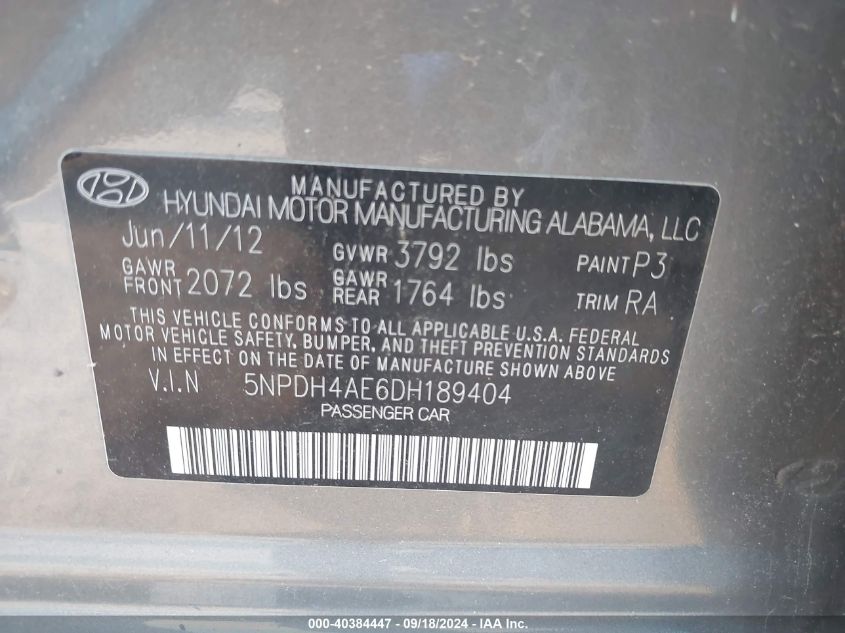 MANUFACTURED BY
HYUNDAI MOTOR MANUFACTURING ALABAMA, LLC
Jun/11/12 GVWR 3792 lbs PAINT P3
GAWR FRONT 2072 lbs GAWR REAR 1764 lbs TRIM RA
THIS VEHICLE CONFORMS TO ALL APPLICABLE U.S.A. FEDERAL
MOTOR VEHICLE SAFETY, BUMPER, AND THEFT PREVENTION STANDARDS
IN EFFECT ON THE DATE OF MANUFACTURE SHOWN ABOVE
V.I.N 5NPDH4AE6DH189404
PASSENGER CAR
000-40384447 - 09/18/2024 - IAA Inc.